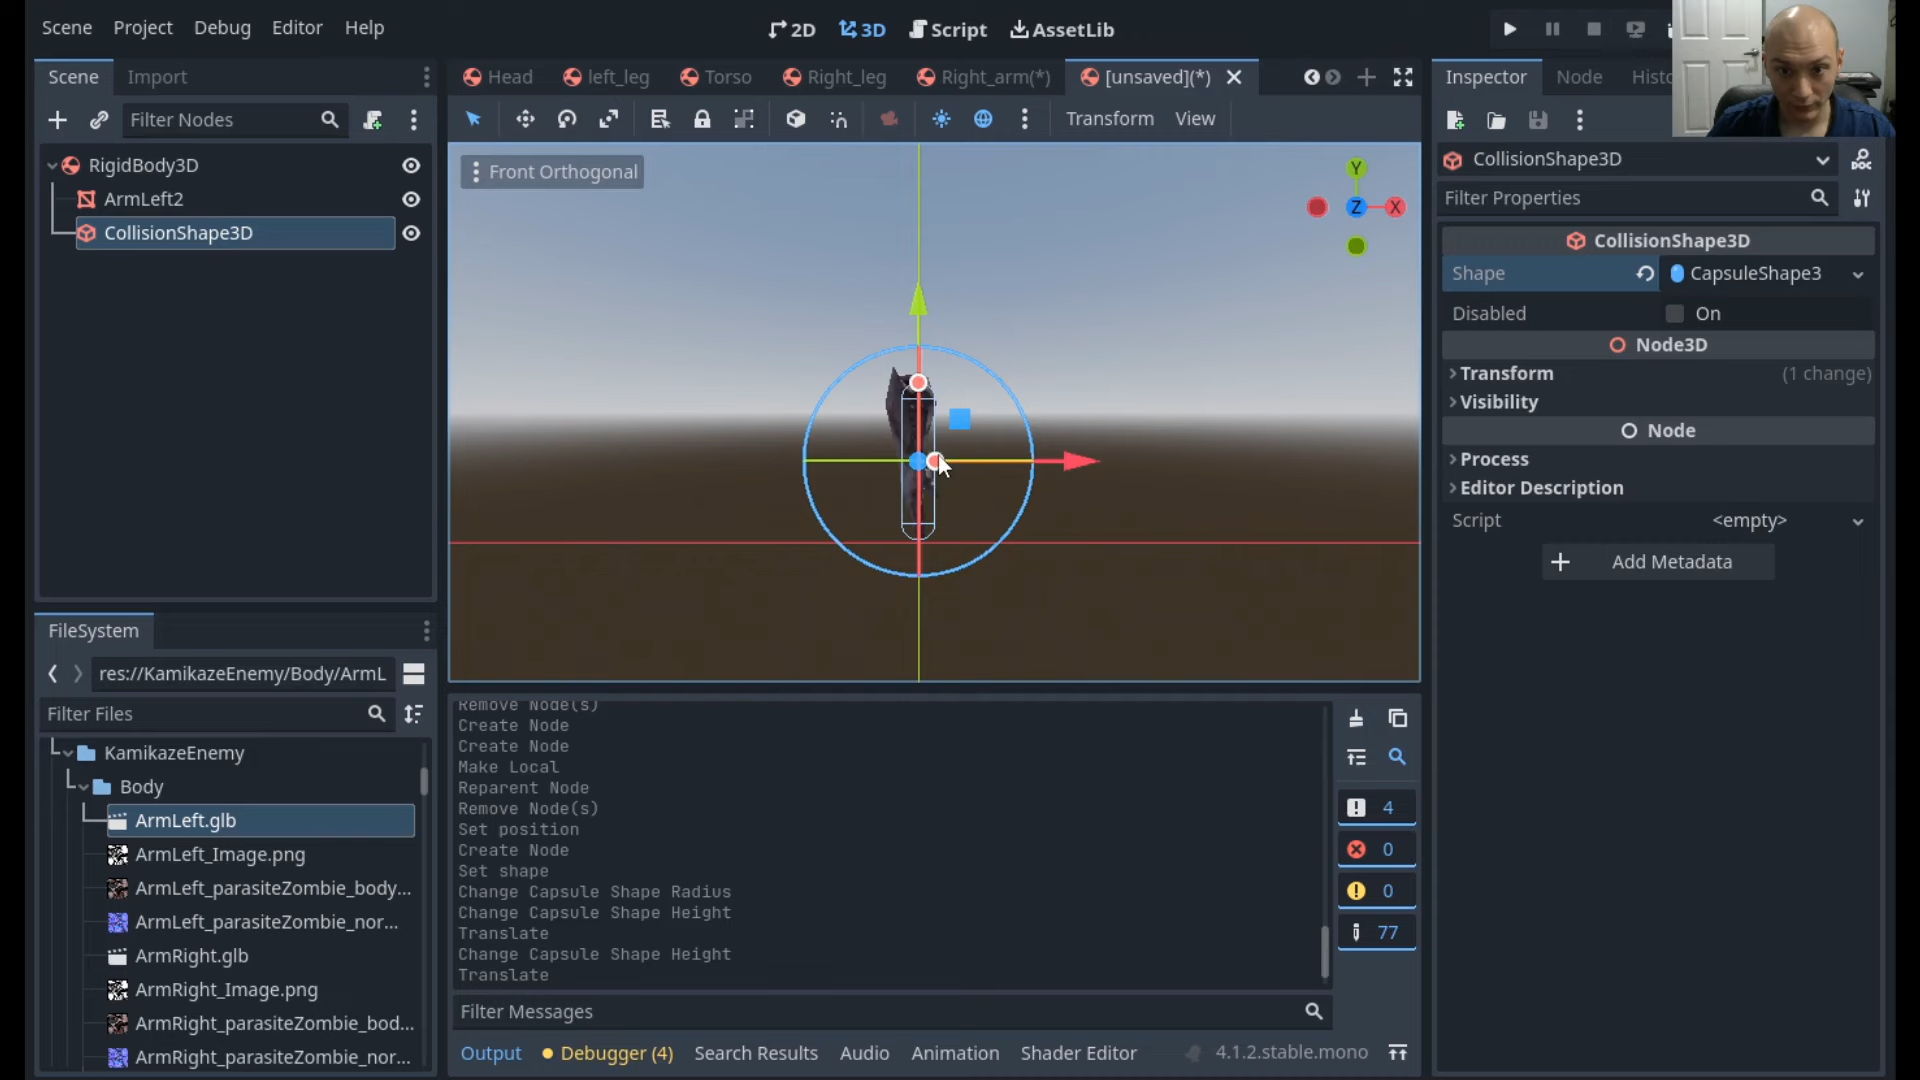 Scene Project Debug Editor Help
2D 3D Script AssetLib
Scene Import
Head left_leg Torso Right_leg Right_arm(*) [unsaved](*)
Inspector Node Histo
Filter Nodes
Transform View
RigidBody3D
ArmLeft2
CollisionShape3D
Front Orthogonal
Y
Z X
CollisionShape3D
DOC
Filter Properties
CollisionShape3D
Shape CapsuleShape3
Disabled On
Node3D
Transform (1 change)
Visibility
Node
Process
Editor Description
Script <empty>
Add Metadata
FileSystem
res://KamikazeEnemy/Body/ArmL
Filter Files
KamikazeEnemy
Body
ArmLeft.glb
ArmLeft_Image.png
ArmLeft_parasiteZombie_body...
ArmLeft_parasiteZombie_nor...
ArmRight.glb
ArmRight_Image.png
ArmRight_parasiteZombie_bod...
ArmRight_parasiteZombie_nor...
Remove Node(s)
Create Node
Create Node
Make Local
Reparent Node
Remove Node(s)
Set position
Create Node
Set shape
Change Capsule Shape Radius
Change Capsule Shape Height
Translate
Change Capsule Shape Height
Translate
4
0
0
77
Filter Messages
Output Debugger (4) Search Results Audio Animation Shader Editor 4.1.2.stable.mono